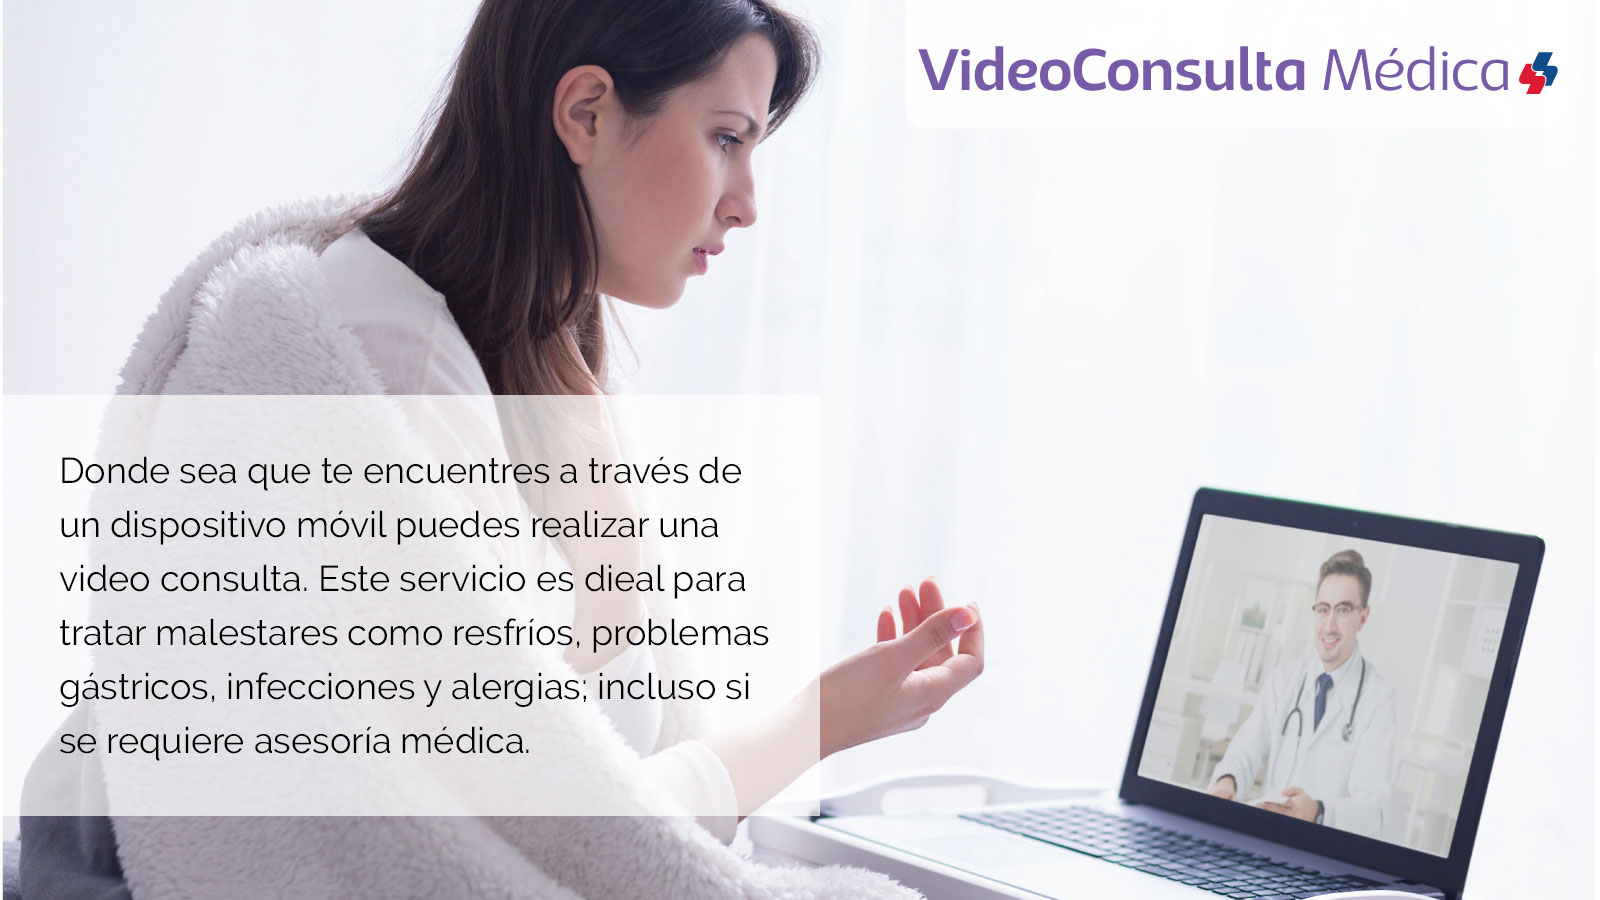 VideoConsulta Médica
Donde sea que te encuentres a través de
un dispositivo móvil puedes realizar una
video consulta. Este servicio es dieal para
tratar malestares como resfríos, problemas
gástricos, infecciones y alergias; incluso si
se requiere asesoría médica.